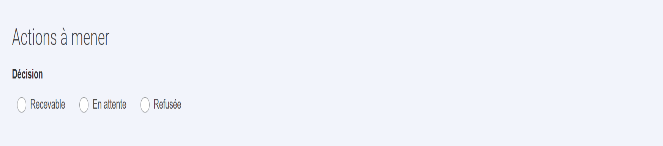 Actions à mener
Décision
Recevable En attente Refusée